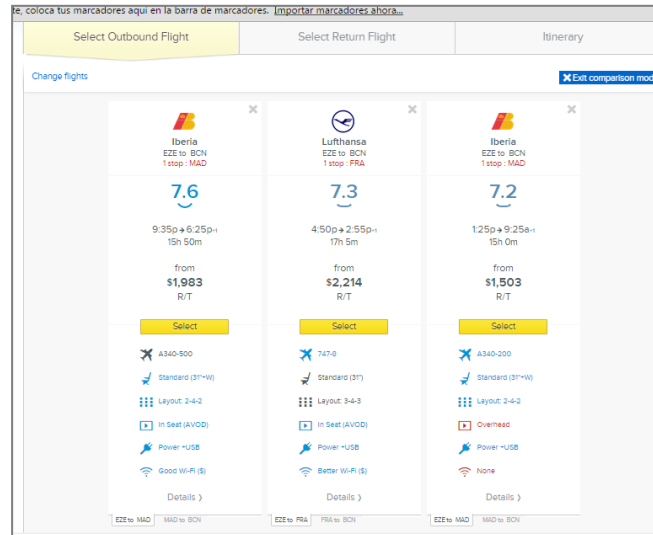 te, coloca tus marcadores aquí en la barra de marcadores. Importar marcadores ahora...
Select Outbound Flight
Select Return Flight
Itinerary
Change flights
Exit comparison mod
Iberia
EZE to BCN
1 stop : MAD
7.6
9:35p → 6:25p+1
15h 50m
from
$1,983
R/T
Select
A340-500
Standard (31"+W)
Layout: 2-4-2
In Seat (AVOD)
Power +USB
Good Wi-Fi ($)
Details
EZE to MAD MAD to BCN
Lufthansa
EZE to BCN
1 stop : FRA
7.3
4:50p → 2:55p+1
17h 5m
from
$2,214
R/T
Select
747-8
Standard (31")
Layout: 3-4-3
In Seat (AVOD)
Power +USB
Better Wi-Fi ($)
Details
EZE to FRA FRA to BCN
Iberia
EZE to BCN
1 stop : MAD
7.2
1:25p → 9:25a+1
15h 0m
from
$1,503
R/T
Select
A340-200
Standard (31"+W)
Layout: 2-4-2
Overhead
Power +USB
None
Details
EZE to MAD MAD to BCN